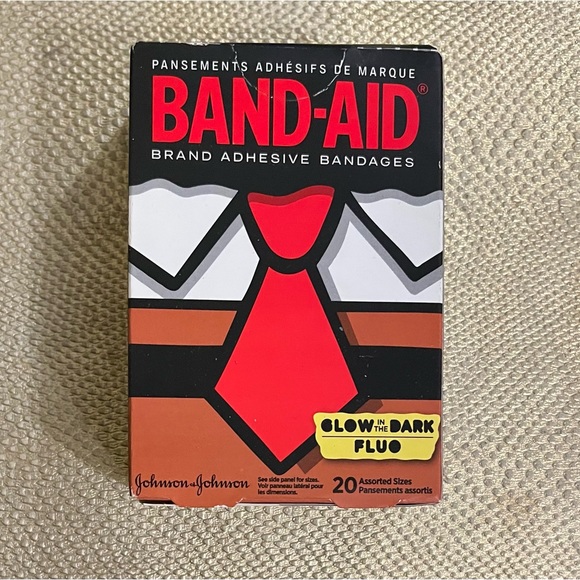 PANSEMENTS ADHÉSIFS DE MARQUE
BAND-AID®
BRAND ADHESIVE BANDAGES
GLOW IN THE DARK
FLUO
Johnson & Johnson
See side panel for sizes.
Voir panneau latéral pour
les dimensions.
20 Assorted Sizes
Pansements assortis